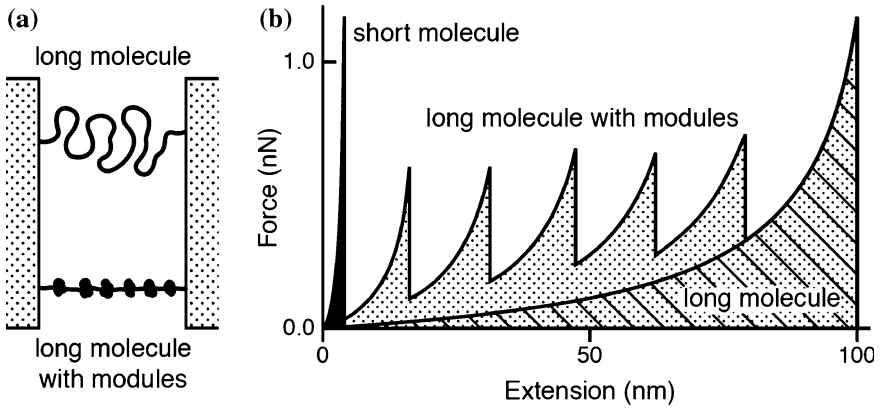 (a)
long molecule
long molecule
with modules
(b)
short molecule
1.0
long molecule with modules
Force (nN)
long molecule
0.0
0
50
100
Extension (nm)